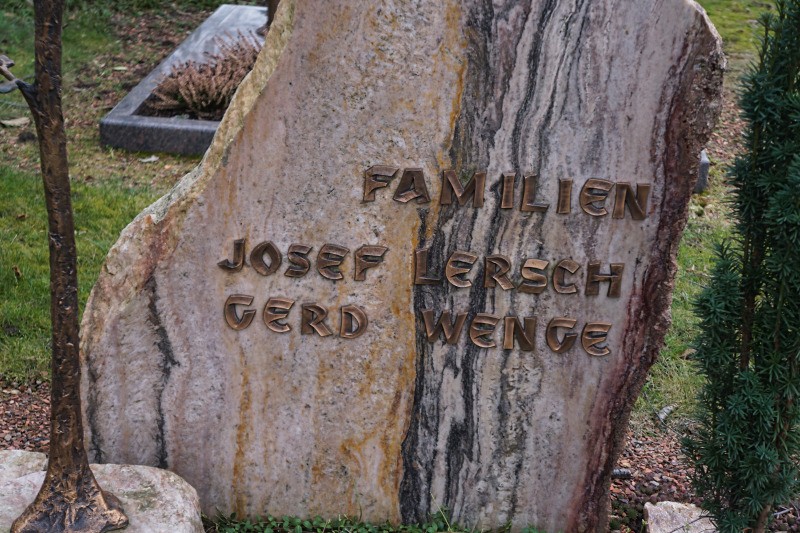 FAMILIEN
JOSEF LERSCH
GERD WENGE